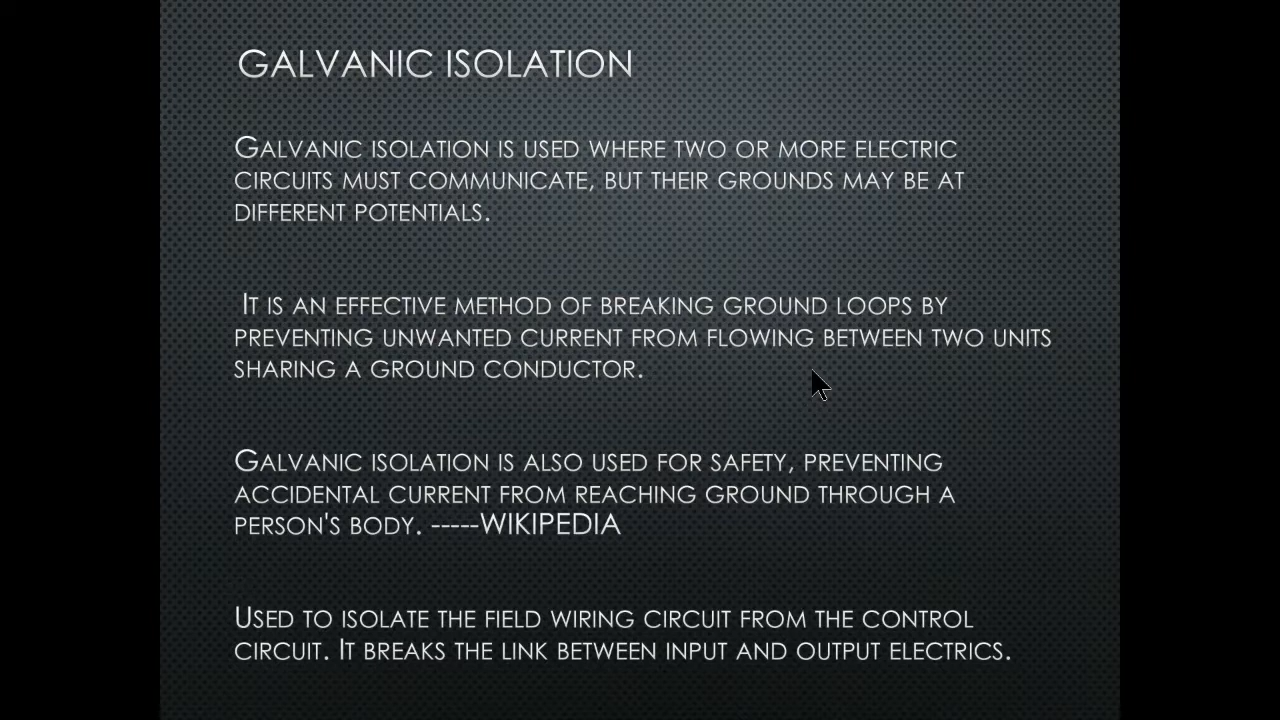 GALVANIC ISOLATION
GALVANIC ISOLATION IS USED WHERE TWO OR MORE ELECTRIC
CIRCUITS MUST COMMUNICATE, BUT THEIR GROUNDS MAY BE AT
DIFFERENT POTENTIALS.
IT IS AN EFFECTIVE METHOD OF BREAKING GROUND LOOPS BY
PREVENTING UNWANTED CURRENT FROM FLOWING BETWEEN TWO UNITS
SHARING A GROUND CONDUCTOR.
GALVANIC ISOLATION IS ALSO USED FOR SAFETY, PREVENTING
ACCIDENTAL CURRENT FROM REACHING GROUND THROUGH A
PERSON'S BODY. -----WIKIPEDIA
USED TO ISOLATE THE FIELD WIRING CIRCUIT FROM THE CONTROL
CIRCUIT. IT BREAKS THE LINK BETWEEN INPUT AND OUTPUT ELECTRICS.